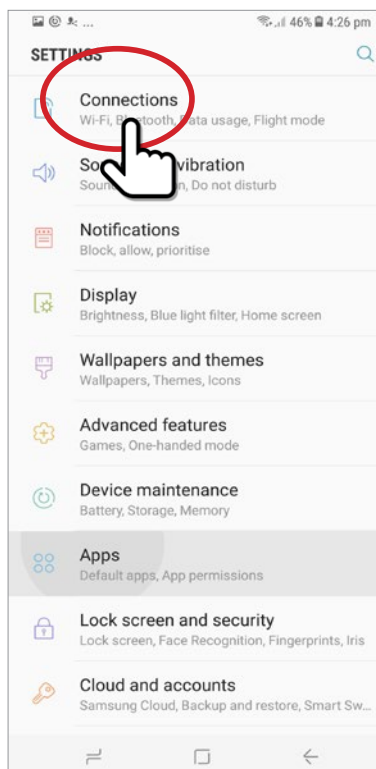 ... 46% 4:26 pm
SETTINGS
Connections
Wi-Fi, Bluetooth, Data usage, Flight mode
vibration
Do not disturb
Notifications
Block, allow, prioritise
Display
Brightness, Blue light filter, Home screen
Wallpapers and themes
Wallpapers, Themes, Icons
Advanced features
Games, One-handed mode
Device maintenance
Battery, Storage, Memory
Apps
Default apps, App permissions
Lock screen and security
Lock screen, Face Recognition, Fingerprints, Iris
Cloud and accounts
Samsung Cloud, Backup and restore, Smart Sw...